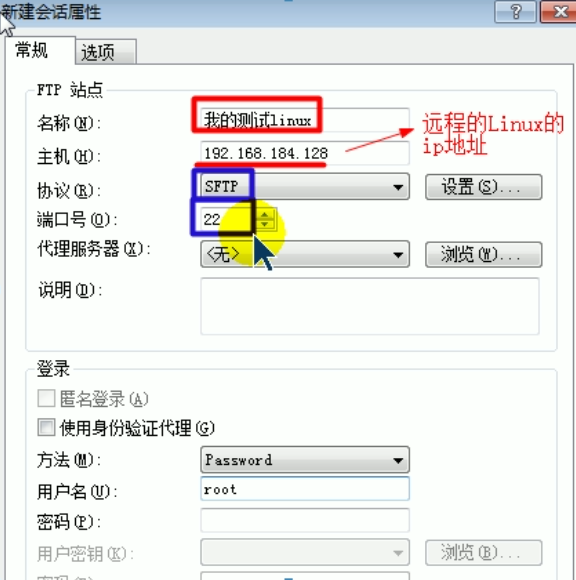 新建会话属性
常规 选项
FTP 站点
名称(N): 我的测试linux
主机(H): 192.168.184.128
远程的Linux的
ip地址
协议(R): SFTP 设置(S)...
端口号(O): 22
代理服务器(X): <无> 浏览(W)...
说明(D):
登录
匿名登录(A)
使用身份验证代理(G)
方法(M): Password
用户名(U): root
密码(P):
用户密钥(K): 浏览(B)...